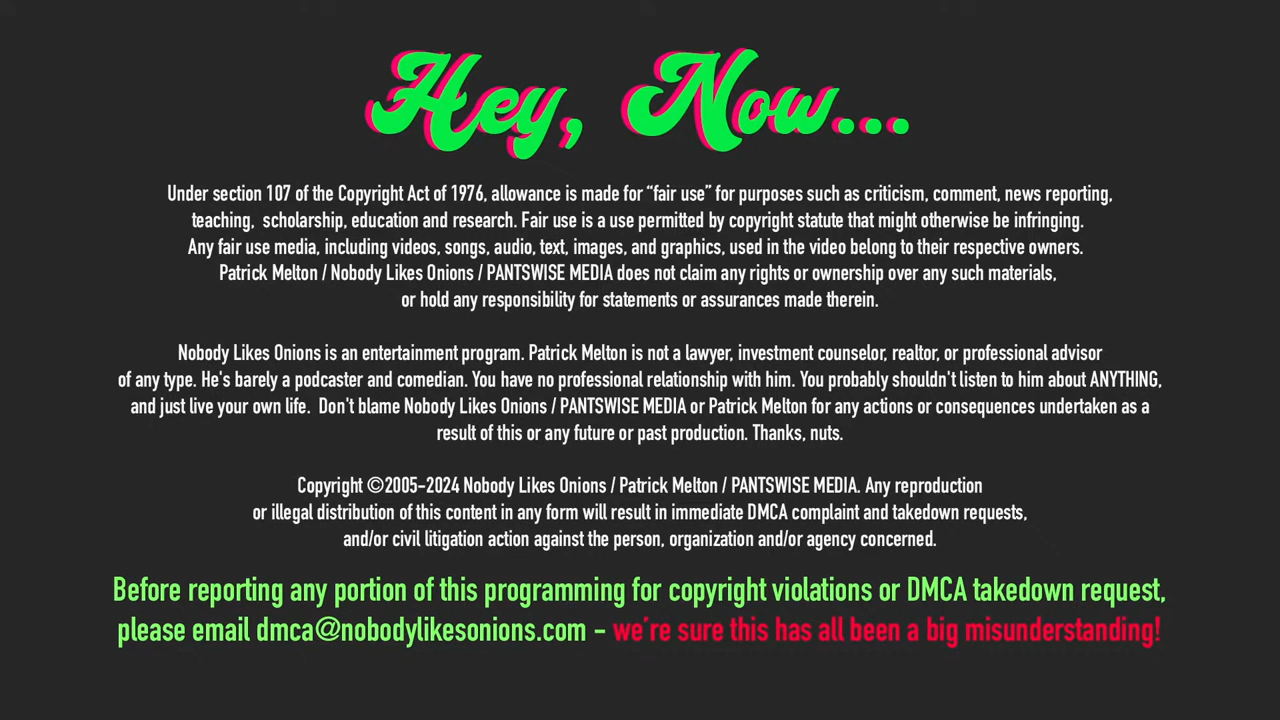 Hey, Now...
Under section 107 of the Copyright Act of 1976, allowance is made for “fair use” for purposes such as criticism, comment, news reporting,
teaching,  scholarship, education and research. Fair use is a use permitted by copyright statute that might otherwise be infringing.
Any fair use media, including videos, songs, audio, text, images, and graphics, used in the video belong to their respective owners.
Patrick Melton / Nobody Likes Onions / PANTSWISE MEDIA does not claim any rights or ownership over any such materials,
or hold any responsibility for statements or assurances made therein.
Nobody Likes Onions is an entertainment program. Patrick Melton is not a lawyer, investment counselor, realtor, or professional advisor
of any type. He's barely a podcaster and comedian. You have no professional relationship with him. You probably shouldn't listen to him about ANYTHING,
and just live your own life.  Don't blame Nobody Likes Onions / PANTSWISE MEDIA or Patrick Melton for any actions or consequences undertaken as a
result of this or any future or past production. Thanks, nuts.
Copyright ©2005-2024 Nobody Likes Onions / Patrick Melton / PANTSWISE MEDIA. Any reproduction
or illegal distribution of this content in any form will result in immediate DMCA complaint and takedown requests,
and/or civil litigation action against the person, organization and/or agency concerned.
Before reporting any portion of this programming for copyright violations or DMCA takedown request,
please email dmca@nobodylikesonions.com - we're sure this has all been a big misunderstanding!